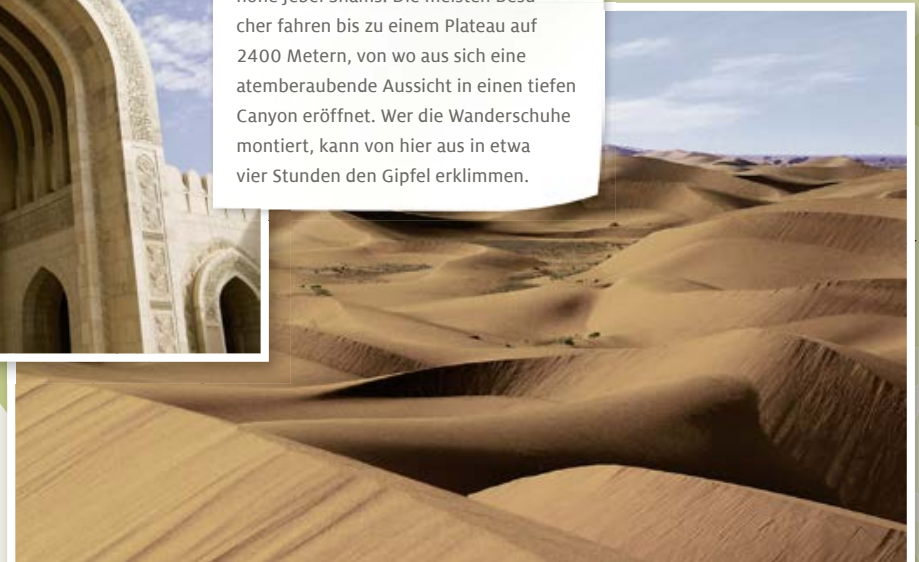 hohe Jebel Shams. Die meisten Besu-
cher fahren bis zu einem Plateau auf
2400 Metern, von wo aus sich eine
atemberaubende Aussicht in einen tiefen
Canyon eröffnet. Wer die Wanderschuhe
montiert, kann von hier aus in etwa
vier Stunden den Gipfel erklimmen.